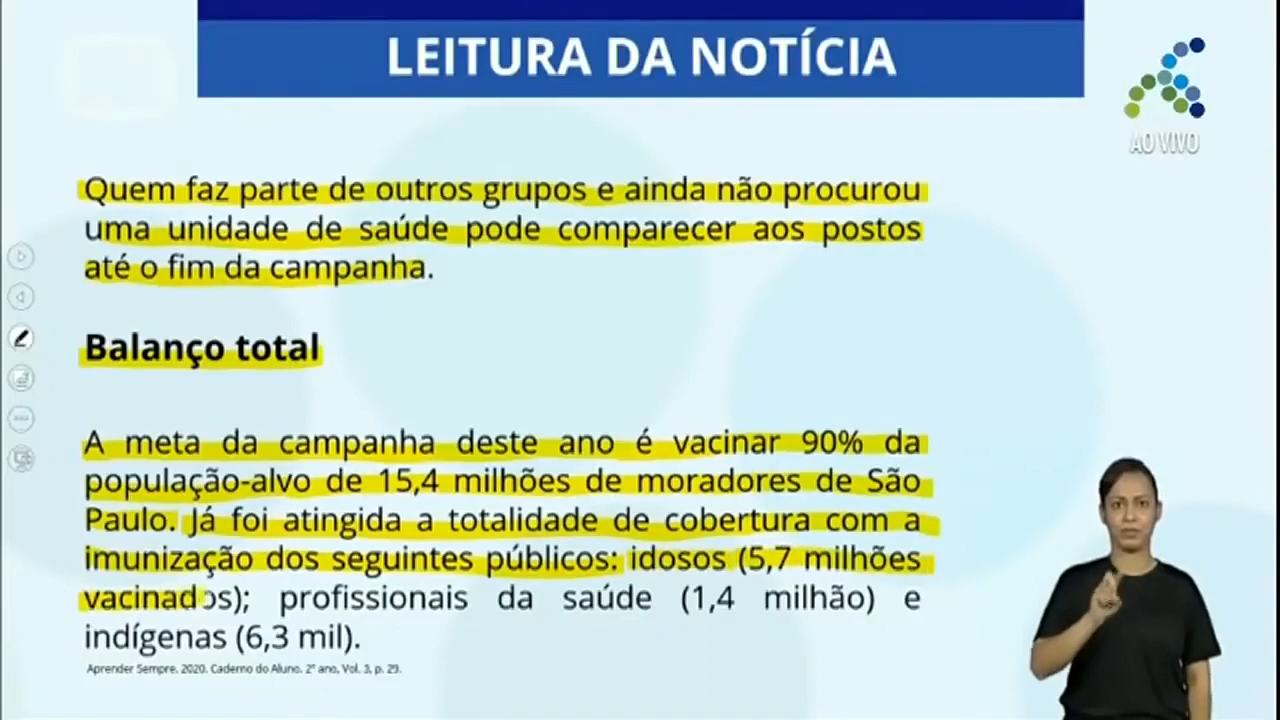 LEITURA DA NOTÍCIA
AO VIVO
Quem faz parte de outros grupos e ainda não procurou
uma unidade de saúde pode comparecer aos postos
até o fim da campanha.
Balanço total
A meta da campanha deste ano é vacinar 90% da
população-alvo de 15,4 milhões de moradores de São
Paulo. Já foi atingida a totalidade de cobertura com a
imunização dos seguintes públicos: idosos (5,7 milhões
vacinados); profissionais da saúde (1,4 milhão) e
indígenas (6,3 mil).
Aprender Sempre. 2020. Caderno do Aluno. 2º ano, Vol. 3, p. 29.